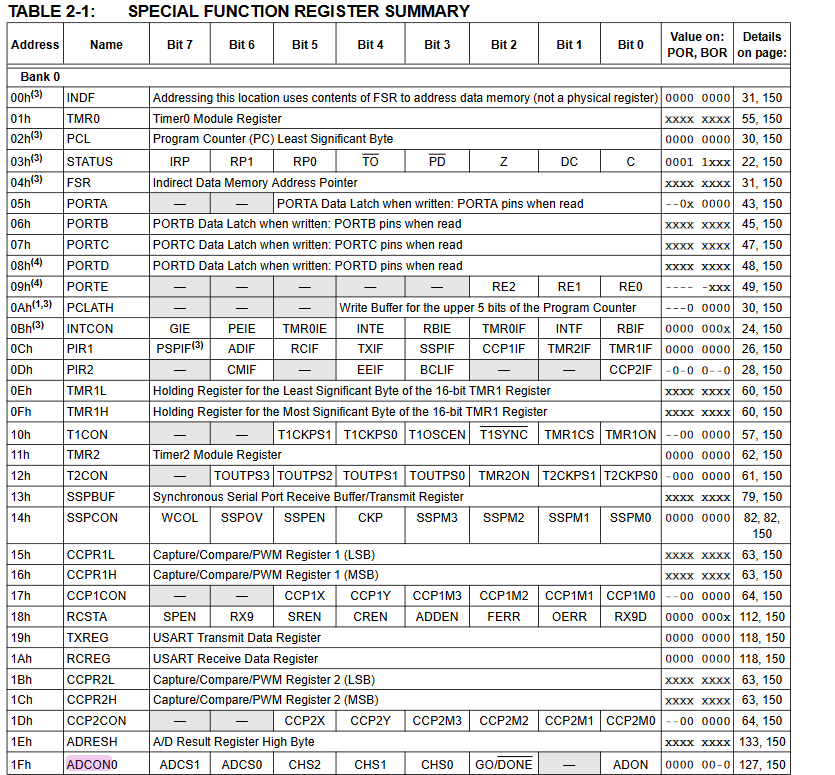 TABLE 2-1: SPECIAL FUNCTION REGISTER SUMMARY
Address Name Bit 7 Bit 6 Bit 5 Bit 4 Bit 3 Bit 2 Bit 1 Bit 0 Value on: POR, BOR Details on page:
Bank 0
00h(3) INDF Addressing this location uses contents of FSR to address data memory (not a physical register) 0000 0000 31, 150
01h TMR0 Timer0 Module Register xxxx xxxx 55, 150
02h(3) PCL Program Counter (PC) Least Significant Byte 0000 0000 30, 150
03h(3) STATUS IRP RP1 RP0 TO PD Z DC C 0001 1xxx 22, 150
04h(3) FSR Indirect Data Memory Address Pointer xxxx xxxx 31, 150
05h PORTA — — PORTA Data Latch when written: PORTA pins when read --0x 0000 43, 150
06h PORTB PORTB Data Latch when written: PORTB pins when read xxxx xxxx 45, 150
07h PORTC PORTC Data Latch when written: PORTC pins when read xxxx xxxx 47, 150
08h(4) PORTD PORTD Data Latch when written: PORTD pins when read xxxx xxxx 48, 150
09h(4) PORTE — — — — — RE2 RE1 RE0 ---- -xxx 49, 150
0Ah(1,3) PCLATH — — — Write Buffer for the upper 5 bits of the Program Counter ---0 0000 30, 150
0Bh(3) INTCON GIE PEIE TMR0IE INTE RBIE TMR0IF INTF RBIF 0000 000x 24, 150
0Ch PIR1 PSPIF(3) ADIF RCIF TXIF SSPIF CCP1IF TMR2IF TMR1IF 0000 0000 26, 150
0Dh PIR2 — CMIF — EEIF BCLIF — — CCP2IF -0-0 0--0 28, 150
0Eh TMR1L Holding Register for the Least Significant Byte of the 16-bit TMR1 Register xxxx xxxx 60, 150
0Fh TMR1H Holding Register for the Most Significant Byte of the 16-bit TMR1 Register xxxx xxxx 60, 150
10h T1CON — — T1CKPS1 T1CKPS0 T1OSCEN T1SYNC TMR1CS TMR1ON --00 0000 57, 150
11h TMR2 Timer2 Module Register 0000 0000 62, 150
12h T2CON — TOUTPS3 TOUTPS2 TOUTPS1 TOUTPS0 TMR2ON T2CKPS1 T2CKPS0 -000 0000 61, 150
13h SSPBUF Synchronous Serial Port Receive Buffer/Transmit Register xxxx xxxx 79, 150
14h SSPCON WCOL SSPOV SSPEN CKP SSPM3 SSPM2 SSPM1 SSPM0 0000 0000 82, 82, 150
15h CCPR1L Capture/Compare/PWM Register 1 (LSB) xxxx xxxx 63, 150
16h CCPR1H Capture/Compare/PWM Register 1 (MSB) xxxx xxxx 63, 150
17h CCP1CON — — CCP1X CCP1Y CCP1M3 CCP1M2 CCP1M1 CCP1M0 --00 0000 64, 150
18h RCSTA SPEN RX9 SREN CREN ADDEN FERR OERR RX9D 0000 000x 112, 150
19h TXREG USART Transmit Data Register 0000 0000 118, 150
1Ah RCREG USART Receive Data Register 0000 0000 118, 150
1Bh CCPR2L Capture/Compare/PWM Register 2 (LSB) xxxx xxxx 63, 150
1Ch CCPR2H Capture/Compare/PWM Register 2 (MSB) xxxx xxxx 63, 150
1Dh CCP2CON — — CCP2X CCP2Y CCP2M3 CCP2M2 CCP2M1 CCP2M0 --00 0000 64, 150
1Eh ADRESH A/D Result Register High Byte xxxx xxxx 133, 150
1Fh ADCON0 ADCS1 ADCS0 CHS2 CHS1 CHS0 GO/DONE — ADON 0000 00-0 127, 150